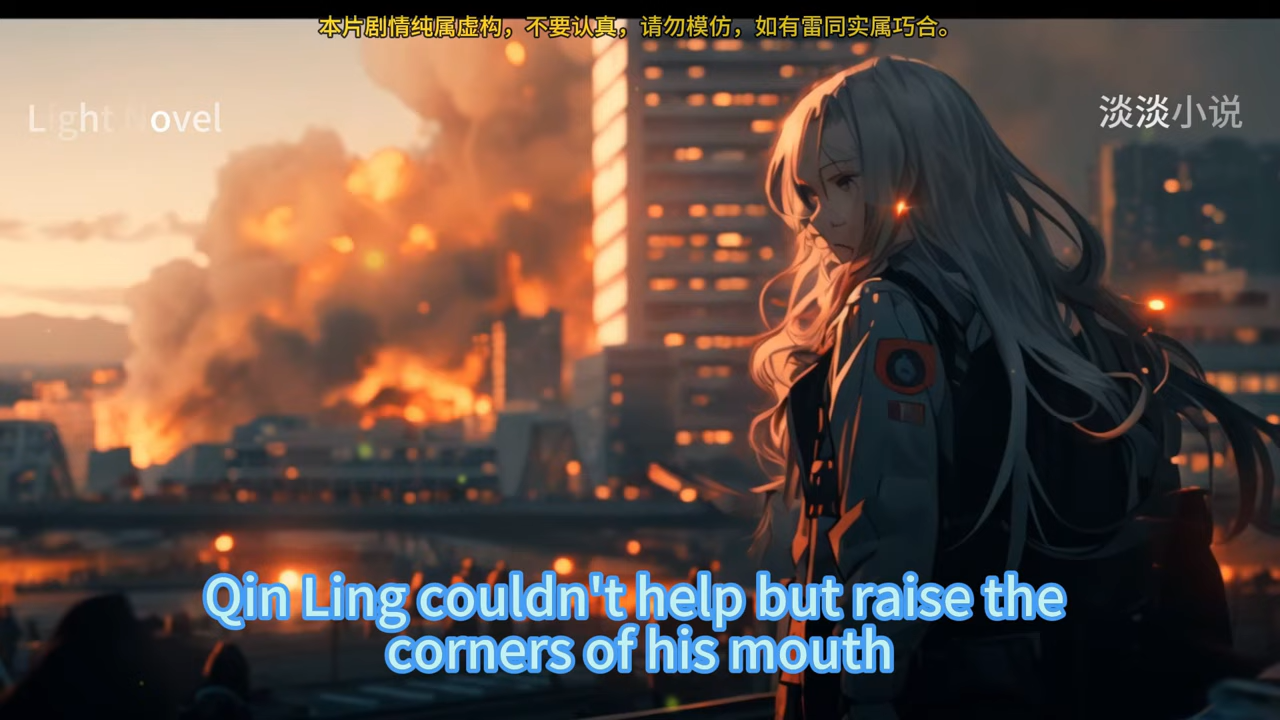 本片剧情纯属虚构，不要认真，请勿模仿，如有雷同实属巧合。
Light Novel
淡淡小说
Qin Ling couldn't help but raise the
corners of his mouth